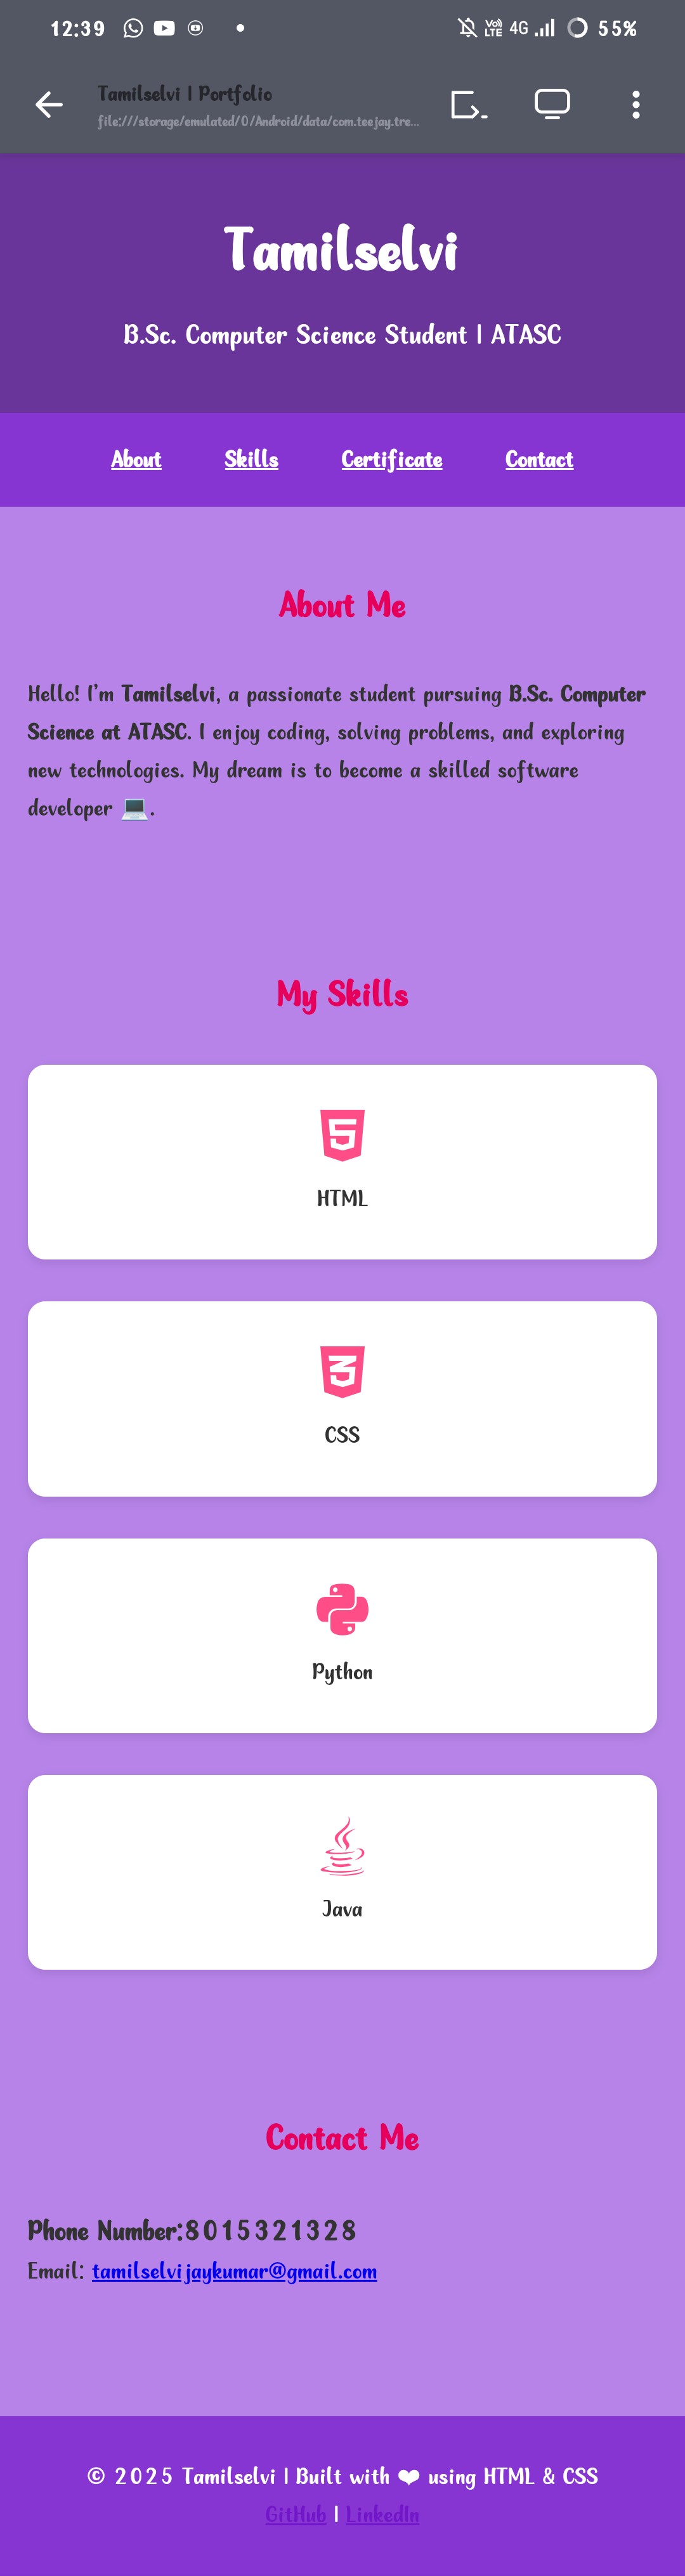 12:39
Vo) LTE 4G 55%
Tamilselvi | Portfolio
file:///storage/emulated/0/Android/data/com.teejay.tre...
Tamilselvi
B.Sc. Computer Science Student | ATASC
About Skills Certificate Contact
About Me
Hello! I'm Tamilselvi, a passionate student pursuing B.Sc. Computer
Science at ATASC. I enjoy coding, solving problems, and exploring
new technologies. My dream is to become a skilled software
developer 💻.
My Skills
HTML
CSS
Python
Java
Contact Me
Phone Number:8015321328
Email: tamilselvijaykumar@gmail.com
© 2025 Tamilselvi | Built with ❤ using HTML & CSS
GitHub | LinkedIn